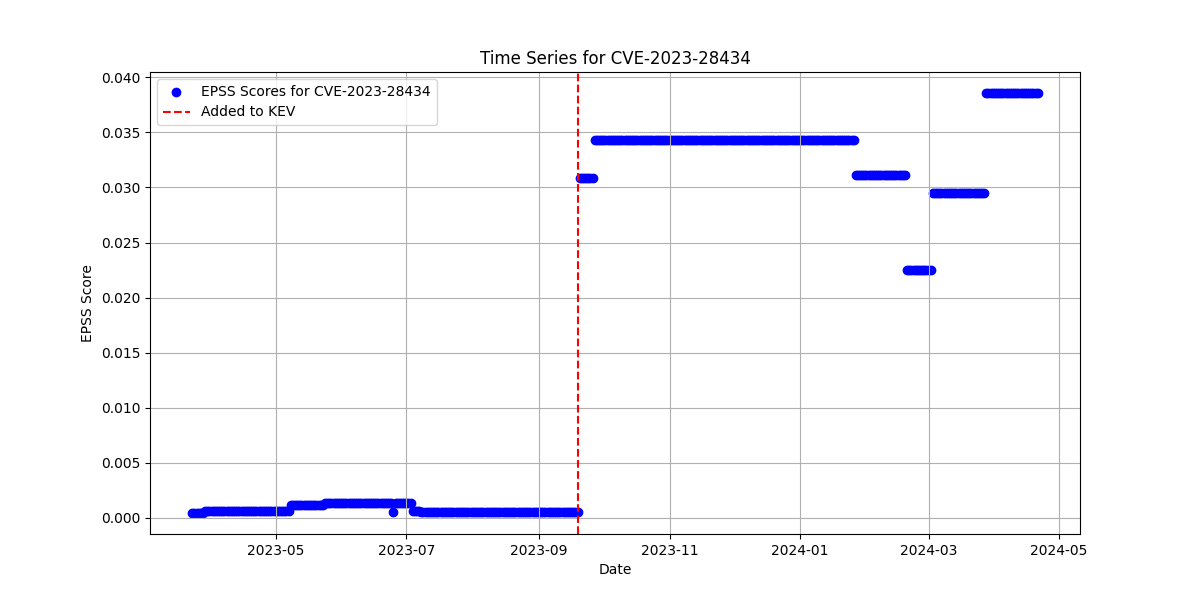 Time Series for CVE-2023-28434
EPSS Scores for CVE-2023-28434
Added to KEV
0.040
0.035
0.030
0.025
0.020
0.015
0.010
0.005
0.000
EPSS Score
2023-05 2023-07 2023-09 2023-11 2024-01 2024-03 2024-05
Date